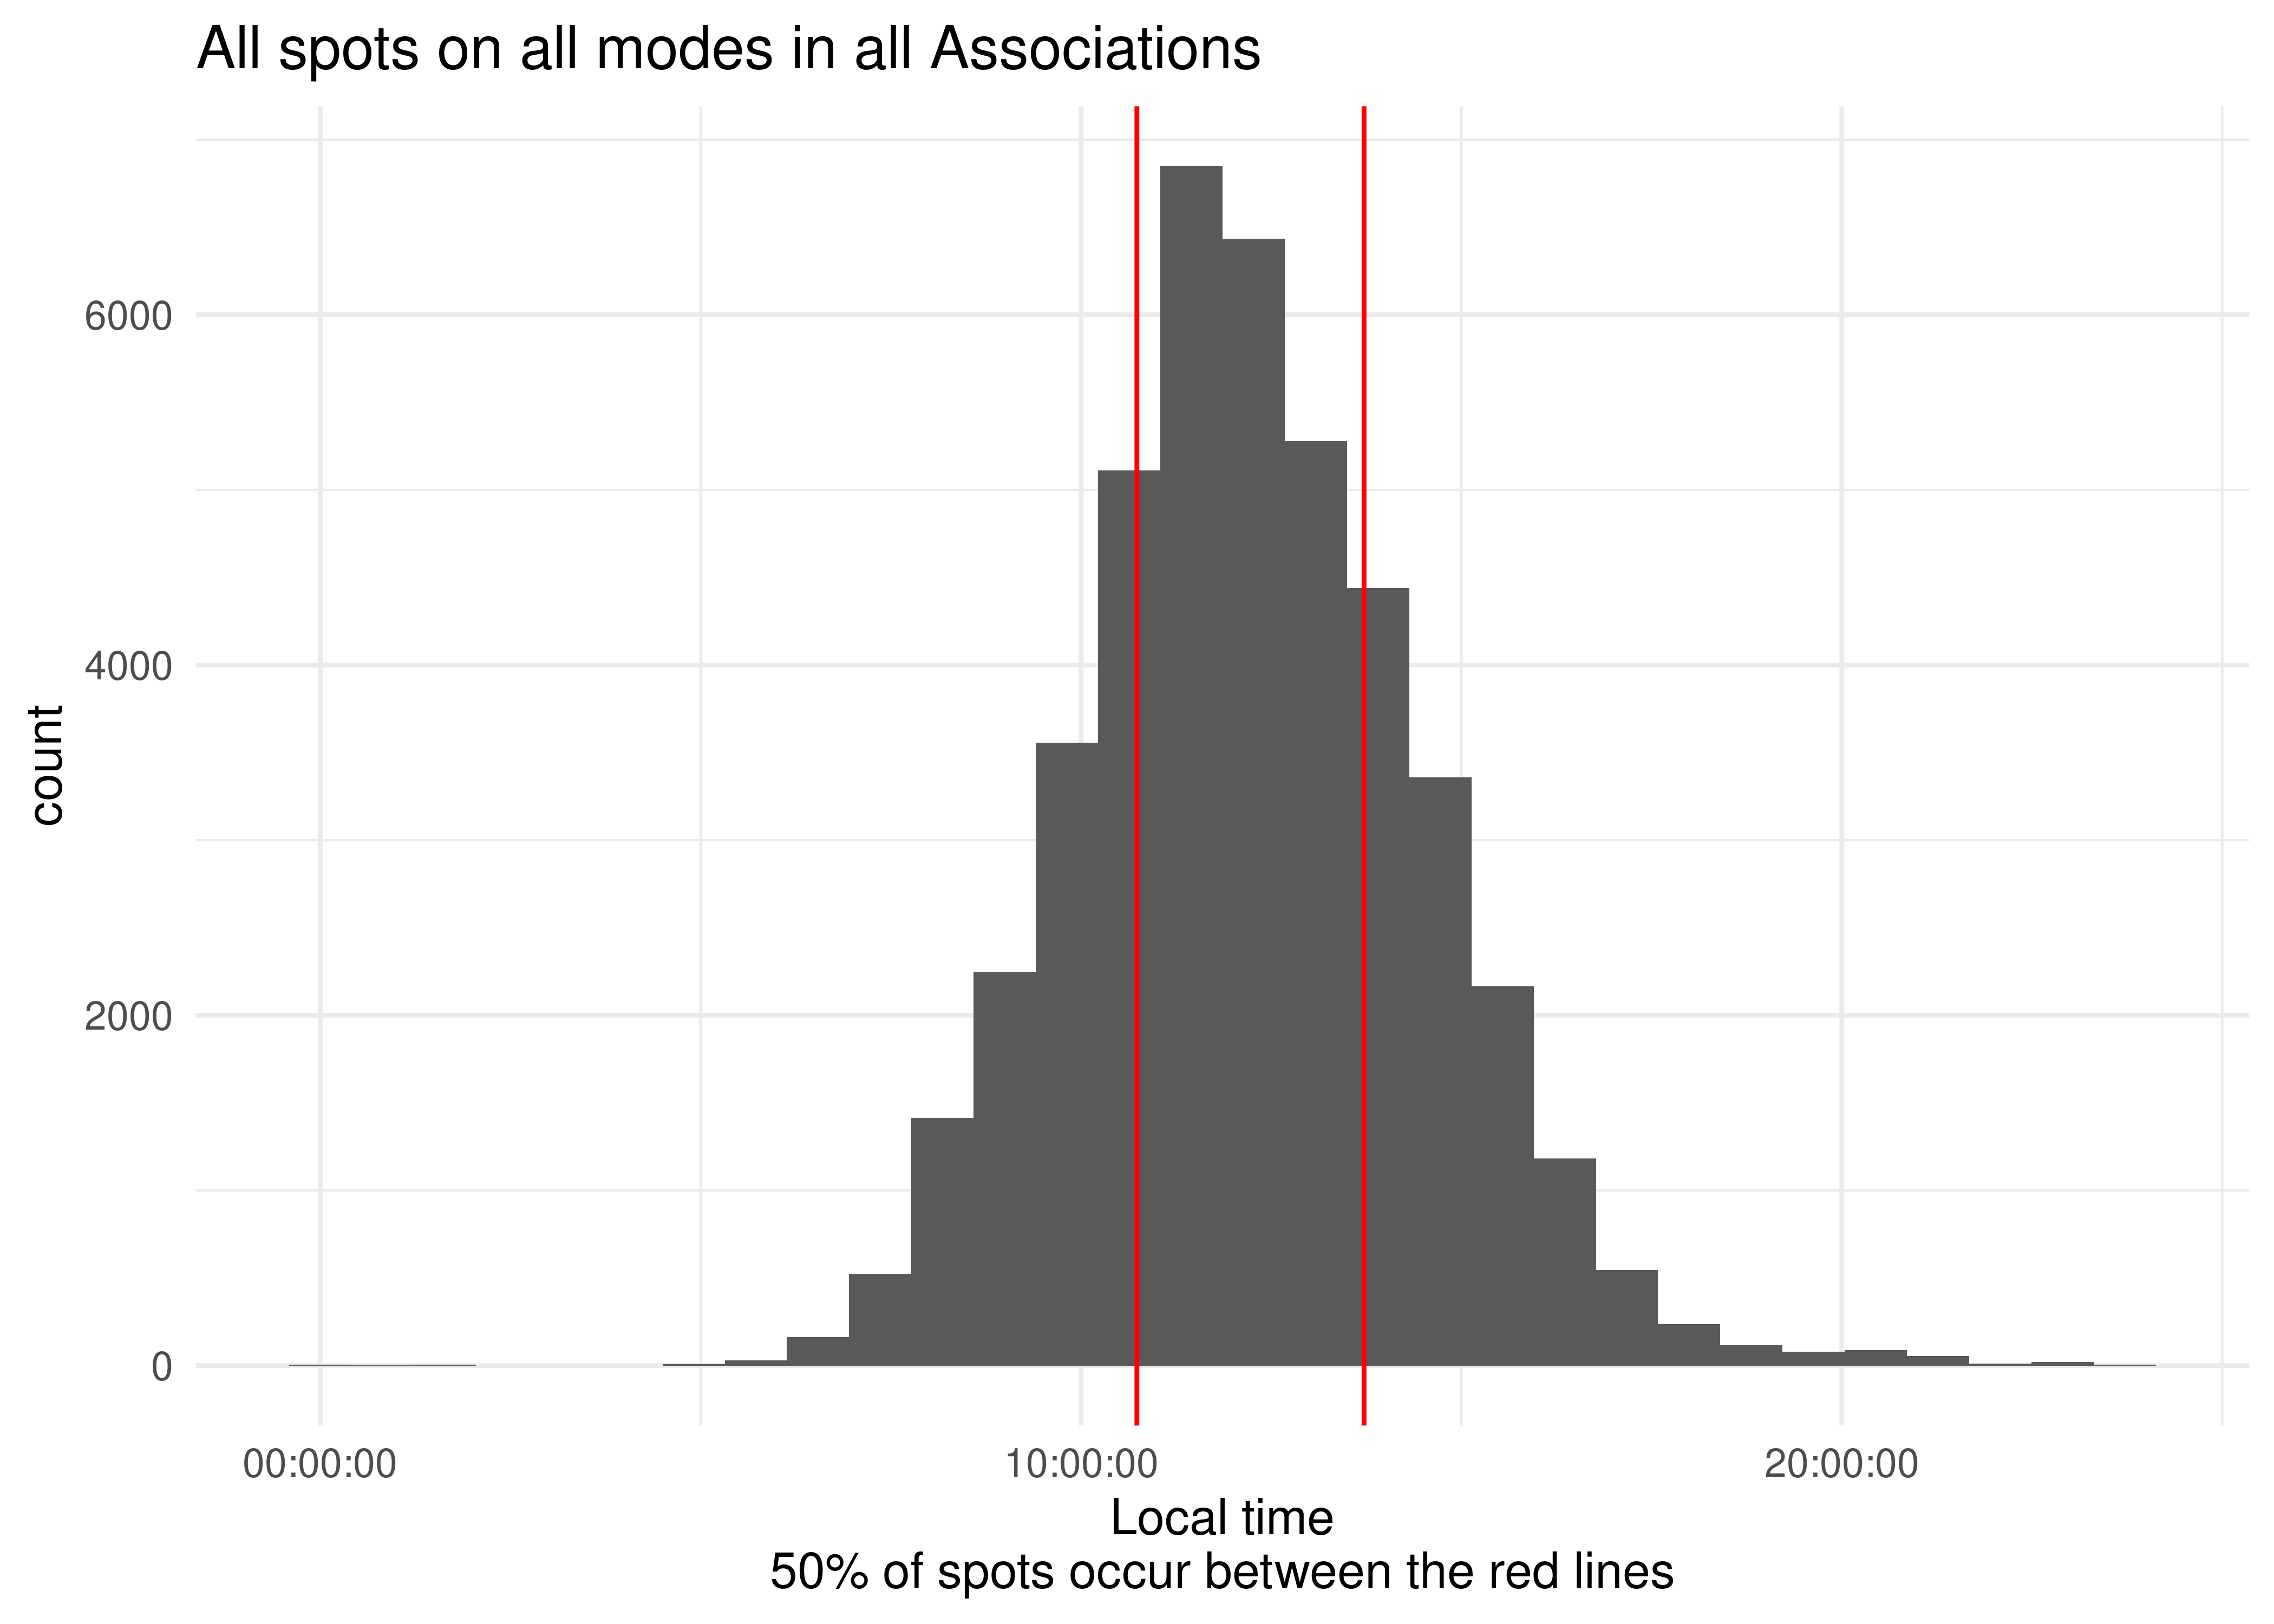 All spots on all modes in all Associations
6000
4000
2000
0
count
00:00:00
10:00:00
20:00:00
Local time
50% of spots occur between the red lines